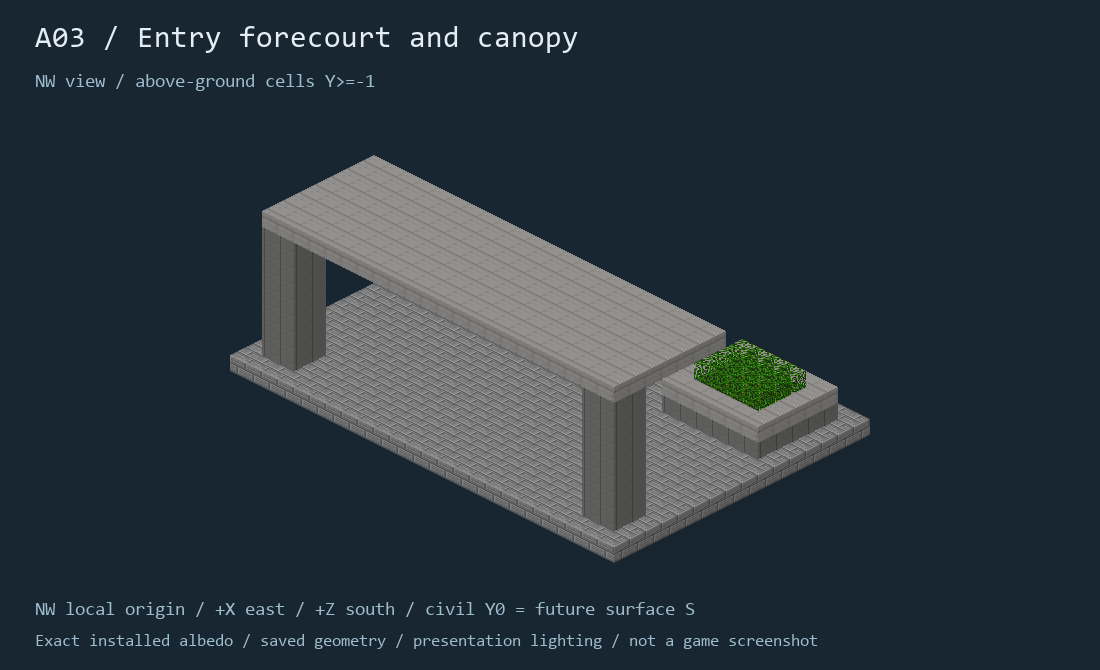 A03 / Entry forecourt and canopy
NW view / above-ground cells Y>=-1
NW local origin / +X east / +Z south / civil Y0 = future surface S
Exact installed albedo / saved geometry / presentation lighting / not a game screenshot